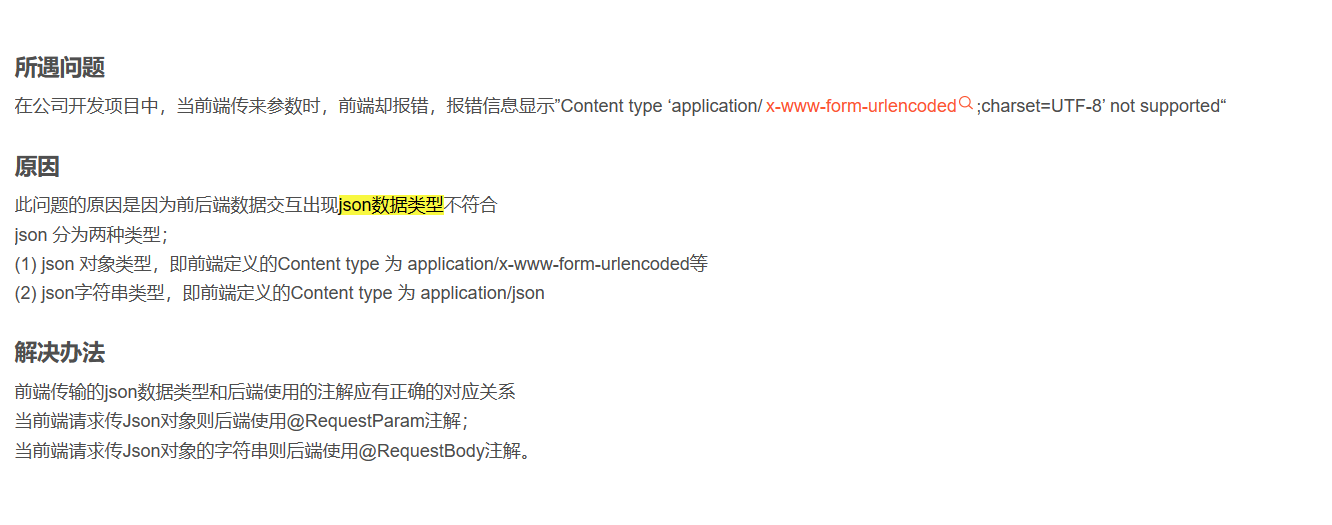 所遇问题
在公司开发项目中，当前端传来参数时，前端却报错，报错信息显示”Content type ‘application/ x-www-form-urlencoded ;charset=UTF-8’ not supported“
原因
此问题的原因是因为前后端数据交互出现json数据类型不符合
json 分为两种类型；
(1) json 对象类型，即前端定义的Content type 为 application/x-www-form-urlencoded等
(2) json字符串类型，即前端定义的Content type 为 application/json
解决办法
前端传输的json数据类型和后端使用的注解应有正确的对应关系
当前端请求传Json对象则后端使用@RequestParam注解；
当前端请求传Json对象的字符串则后端使用@RequestBody注解。